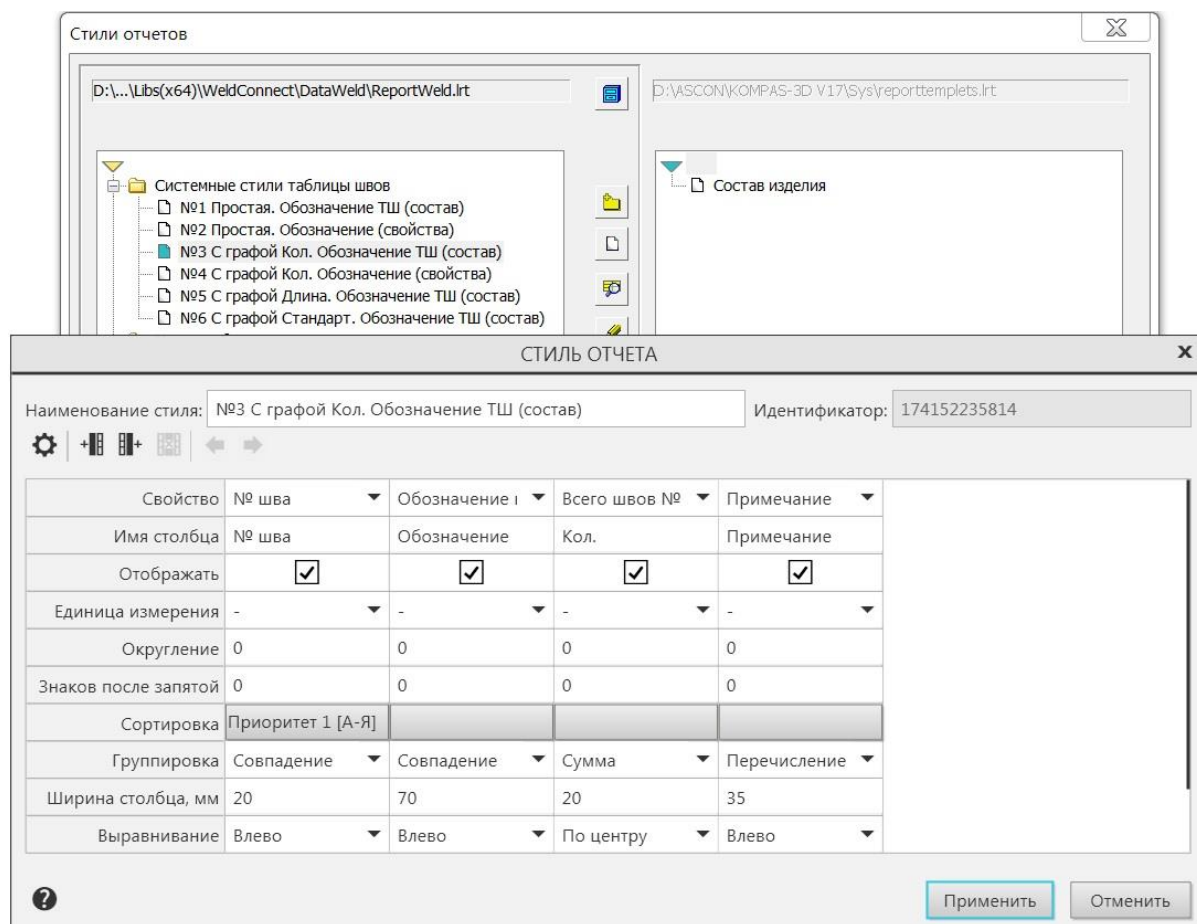 Стили отчетов
D:\...\Libs(x64)\WeldConnect\DataWeld\ReportWeld.lrt
D:\ASCON\KOMPAS-3D V17\Sys\reporttemplets.lrt
Системные стили таблицы швов
№1 Простая. Обозначение ТШ (состав)
№2 Простая. Обозначение (свойства)
№3 С графой Кол. Обозначение ТШ (состав)
№4 С графой Кол. Обозначение (свойства)
№5 С графой Длина. Обозначение ТШ (состав)
№6 С графой Стандарт. Обозначение ТШ (состав)
Состав изделия
СТИЛЬ ОТЧЕТА
x
Наименование стиля: №3 С графой Кол. Обозначение ТШ (состав) Идентификатор: 174152235814
Свойство № шва Обозначение Всего швов № Примечание
Имя столбца № шва Обозначение Кол. Примечание
Отображать
Единица измерения - - - -
Округление 0 0 0 0
Знаков после запятой 0 0 0 0
Сортировка Приоритет 1 [А-Я]
Группировка Совпадение Совпадение Сумма Перечисление
Ширина столбца, мм 20 70 20 35
Выравнивание Влево Влево По центру Влево
? Применить Отменить